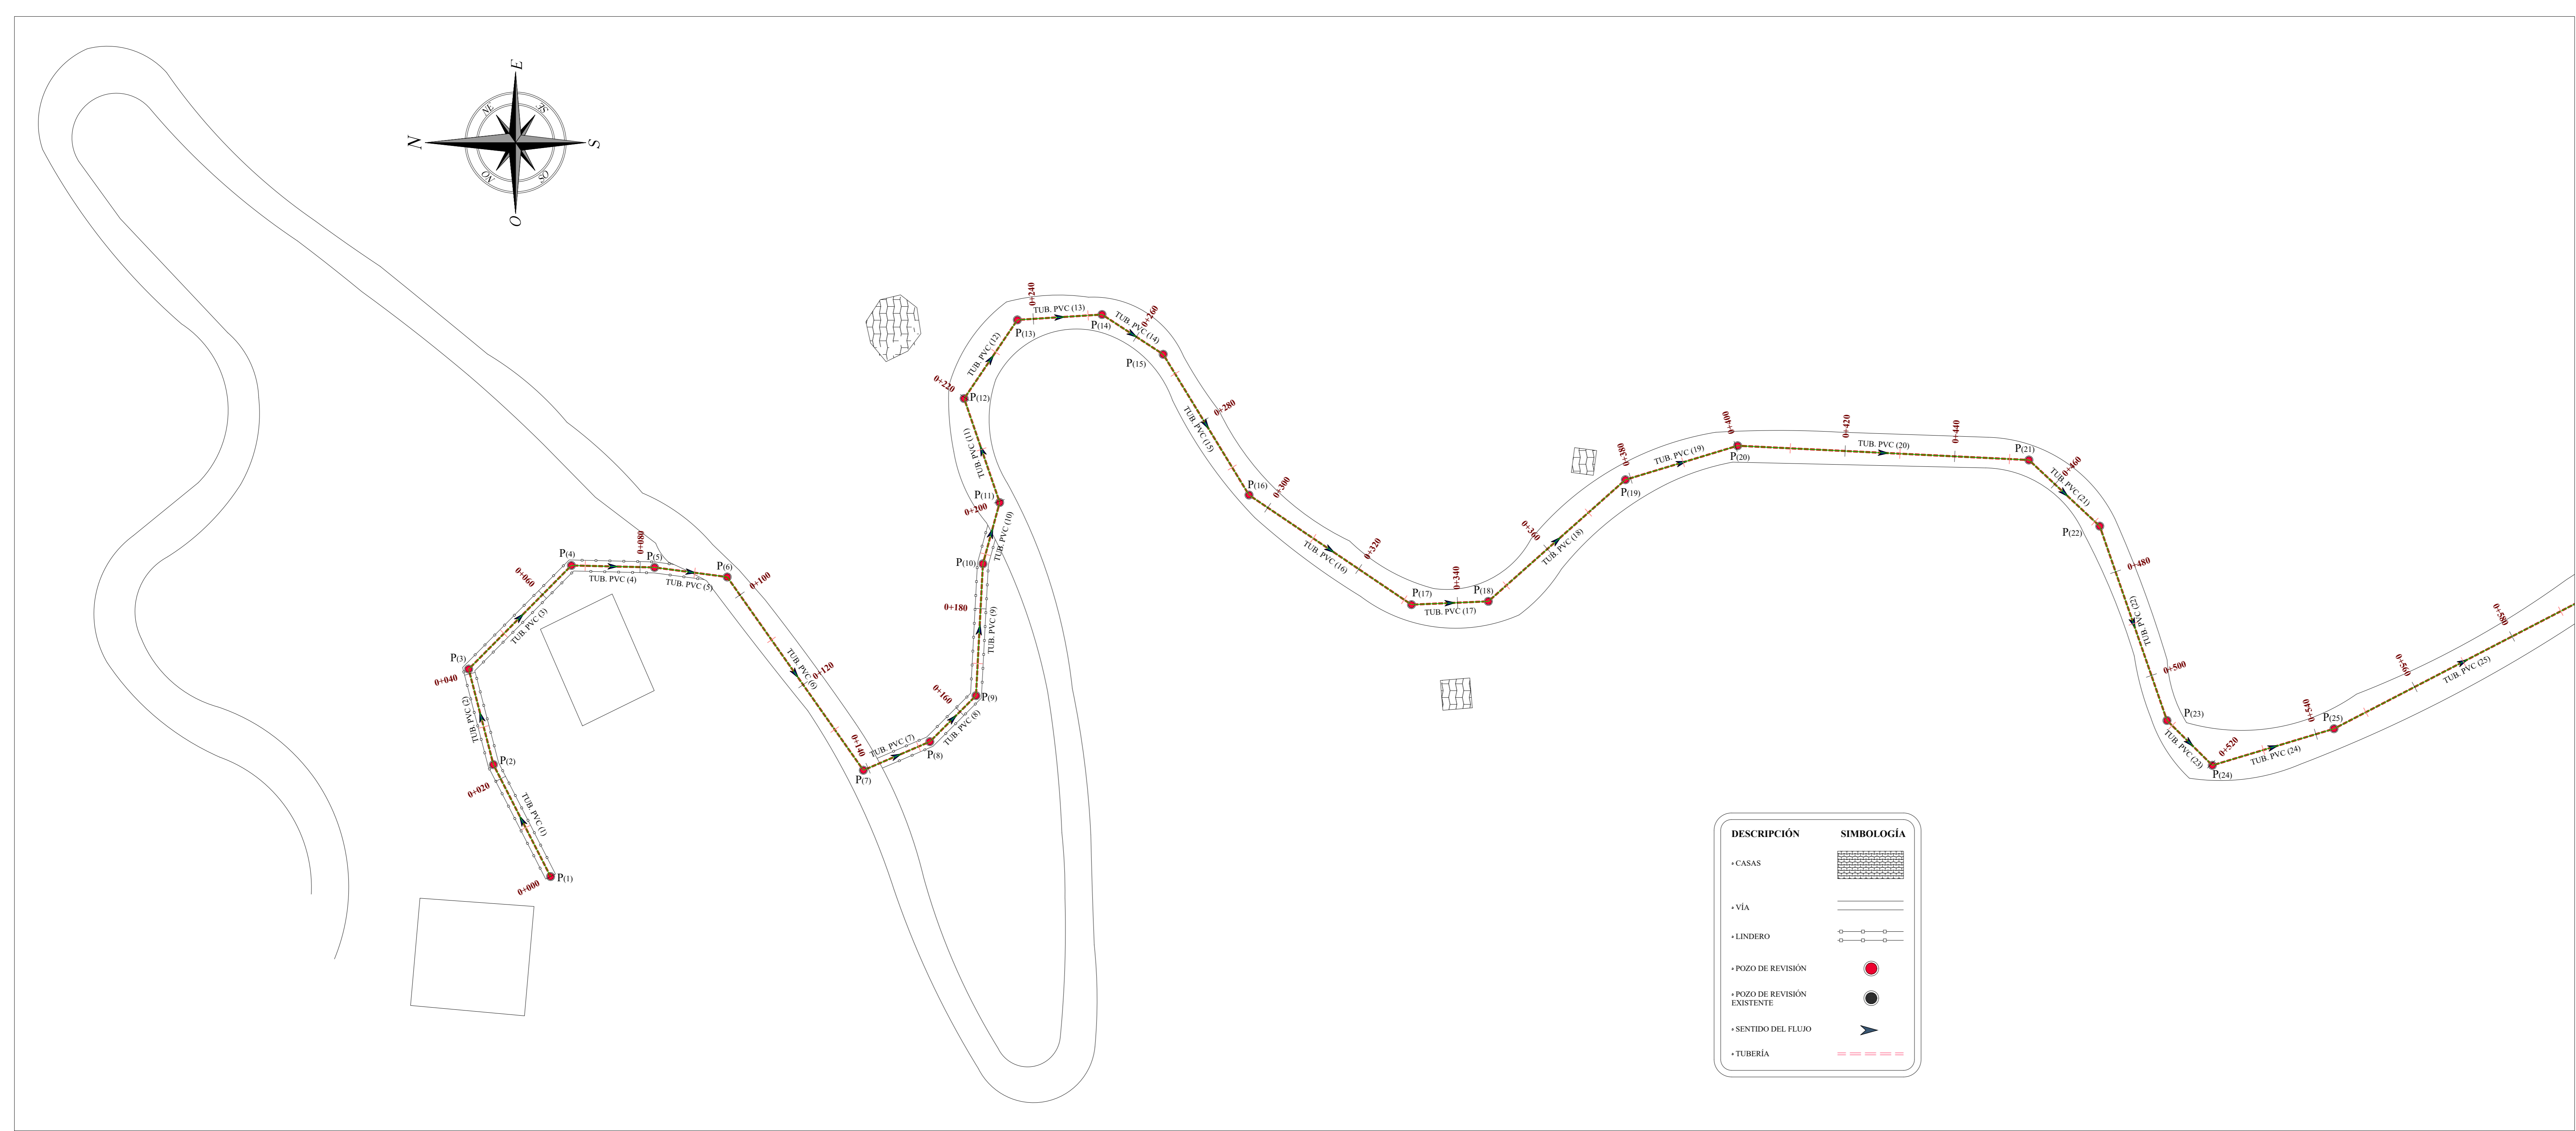 E
NE
SE
N
S
NO
SO
O
0+000
P(1)
TUB. PVC (1)
0+020
P(2)
TUB. PVC (2)
0+040
P(3)
TUB. PVC (3)
0+060
P(4)
TUB. PVC (4)
0+080
P(5)
TUB. PVC (5)
P(6)
0+100
TUB. PVC (6)
0+120
0+140
P(7)
TUB. PVC (7)
P(8)
TUB. PVC (8)
0+160
P(9)
TUB. PVC (9)
0+180
P(10)
TUB. PVC (10)
0+200
P(11)
TUB. PVC (11)
0+220
P(12)
TUB. PVC (12)
P(13)
0+240
TUB. PVC (13)
P(14)
TUB. PVC (14)
0+260
P(15)
TUB. PVC (15)
0+280
P(16)
0+300
TUB. PVC (16)
0+320
P(17)
0+340
TUB. PVC (17)
P(18)
TUB. PVC (18)
0+360
0+380
P(19)
TUB. PVC (19)
0+400
P(20)
0+420
TUB. PVC (20)
0+440
P(21)
TUB. PVC (21)
0+460
P(22)
0+480
TUB. PVC (22)
0+500
P(23)
TUB. PVC (23)
0+520
P(24)
TUB. PVC (24)
0+540
P(25)
0+560
TUB. PVC (25)
0+580
DESCRIPCIÓN SIMBOLOGÍA
CASAS
VÍA
LINDERO
POZO DE REVISIÓN
POZO DE REVISIÓN
EXISTENTE
SENTIDO DEL FLUJO
TUBERÍA